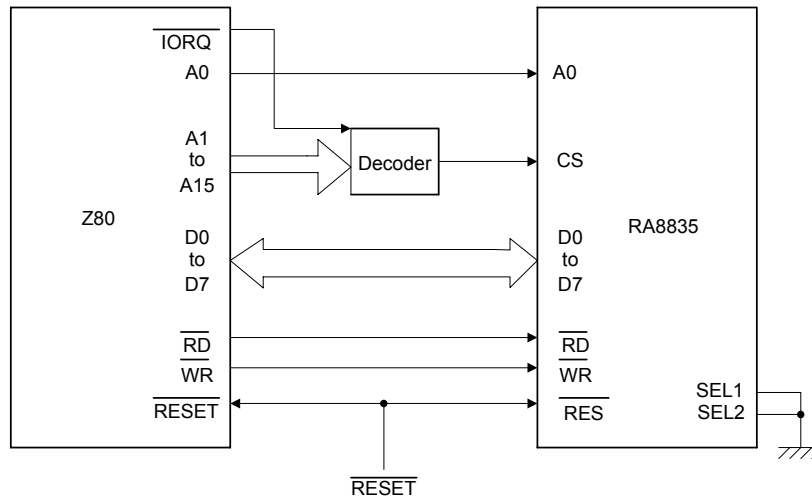 IORQ
A0
A1
to
A15
Z80
D0
to
D7
RD
WR
RESET
Decoder
A0
CS
RA8835
D0
to
D7
RD
WR
RES
SEL1
SEL2
RESET